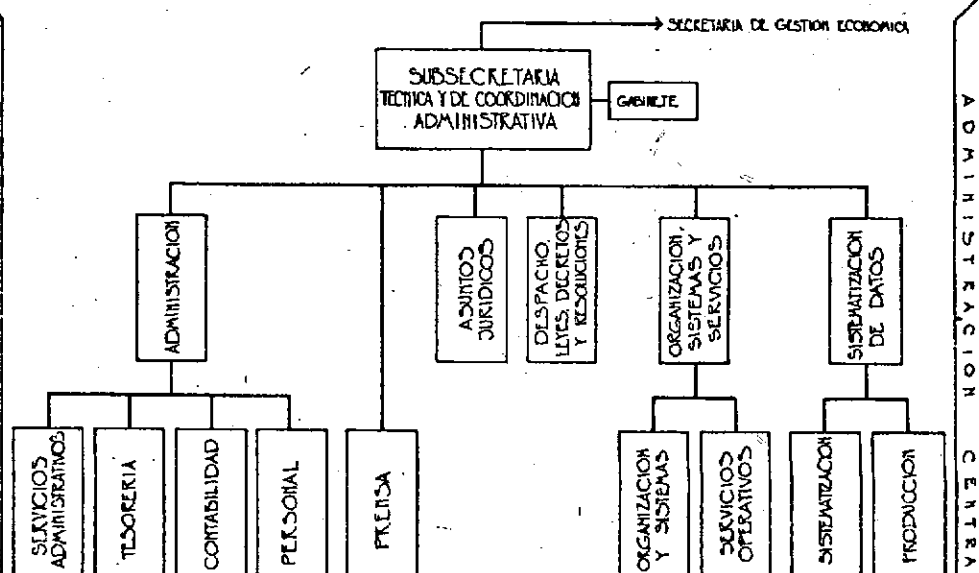 SECRETARIA DE GESTION ECONOMICA
SUBSECRETARIA
TECNICA Y DE COORDINACION
ADMINISTRATIVA
GABINETE
ADMINISTRACION
ASUNTOS
JURIDICOS
DESPACHO,
LEYES, DECRETOS
Y RESOLUCIONES
ORGANIZACION,
SISTEMAS Y
SERVICIOS
SISTEMATIZACION
DE DATOS
SERVICIOS
ADMINISTRATIVOS
TESORERIA
CONTABILIDAD
PERSONAL
PRENSA
ORGANIZACION
Y SISTEMAS
SERVICIOS
OPERATIVOS
SISTEMATIZACION
PRODUCCION
ADMINISTRACION CENTRA